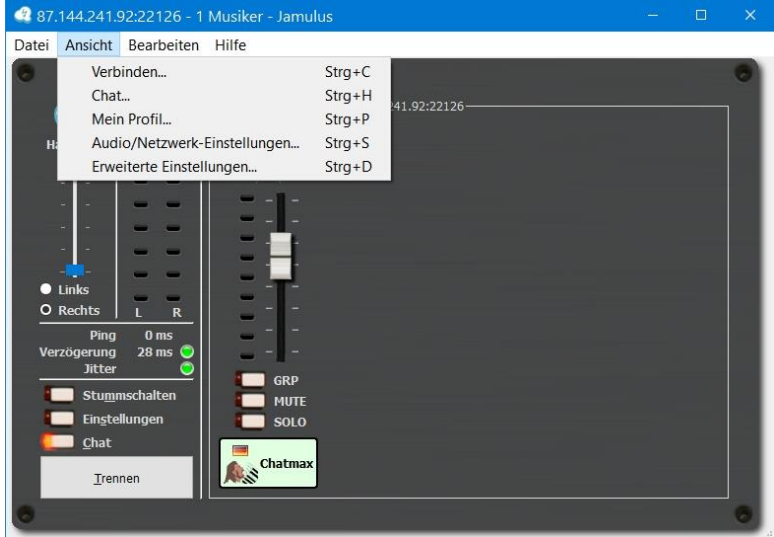 87.144.241.92:22126 - 1 Musiker - Jamulus
Datei Ansicht Bearbeiten Hilfe
Verbinden... Strg+C
Chat... Strg+H
Mein Profil... Strg+P
Audio/Netzwerk-Einstellungen... Strg+S
Erweiterte Einstellungen... Strg+D
41.92:22126
Links
Rechts
L R
Ping 0 ms
Verzögerung 28 ms
Jitter
Stummschalten
Einstellungen
Chat
Trennen
GRP
MUTE
SOLO
Chatmax